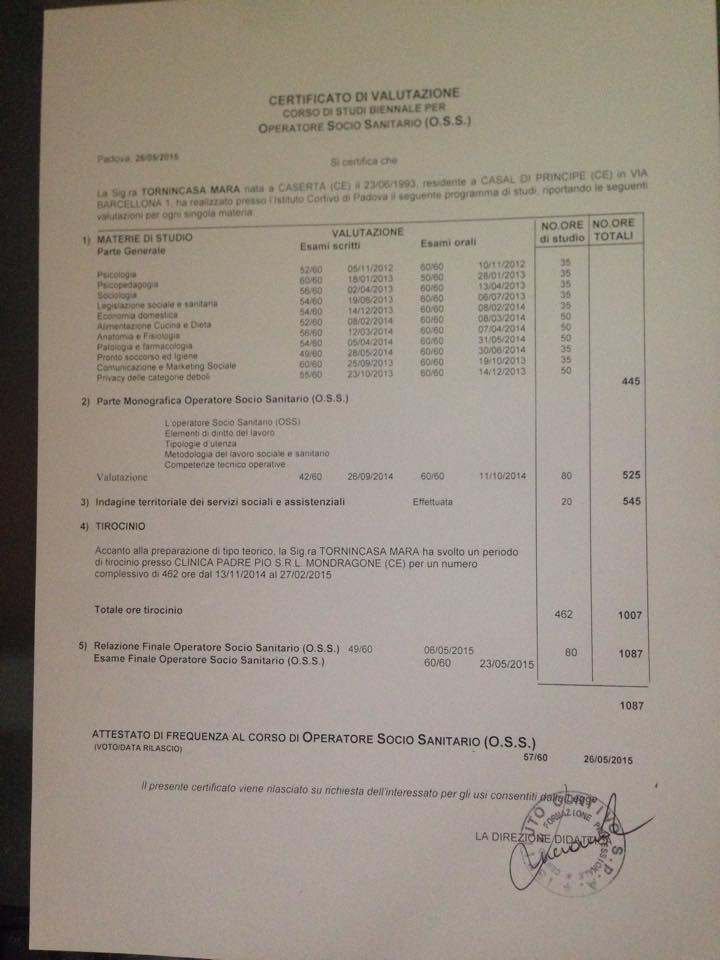 CERTIFICATO DI VALUTAZIONE
CORSO DI STUDI BIENNALE PER
OPERATORE SOCIO SANITARIO (O.S.S.)
Padova, 26/05/2015
Si certifica che
La Sig.ra TORNINCASA MARA nata a CASERTA (CE) il 23/06/1993, residente a CASAL DI PRINCIPE (CE) in VIA
BARCELLONA 1, ha realizzato presso l'Istituto Cortivo di Padova il seguente programma di studi, riportando le seguenti
valutazioni per ogni singola materia:
1) MATERIE DI STUDIO VALUTAZIONE NO.ORE NO.ORE
Parte Generale Esami scritti Esami orali di studio TOTALI
Psicologia 52/60 05/11/2012 60/60 10/11/2012 35
Psicopedagogia 60/60 18/01/2013 50/60 26/01/2013 35
Sociologia 56/60 02/04/2013 60/60 13/04/2013 35
Legislazione sociale e sanitaria 54/60 19/06/2013 60/60 06/07/2013 35
Economia domestica 54/60 14/12/2013 60/60 08/02/2014 35
Alimentazione Cucina e Dieta 52/60 08/02/2014 60/60 08/03/2014 50
Anatomia e Fisiologia 56/60 12/03/2014 60/60 07/04/2014 50
Patologia e farmacologia 54/60 05/04/2014 60/60 31/05/2014 50
Pronto soccorso ed Igiene 49/60 28/05/2014 60/60 30/06/2014 35
Comunicazione e Marketing Sociale 60/60 25/09/2013 60/60 19/10/2013 35
Privacy delle categorie deboli 55/60 23/10/2013 60/60 14/12/2013 50
445
2) Parte Monografica Operatore Socio Sanitario (O.S.S.)
L'operatore Socio Sanitario (OSS)
Elementi di diritto del lavoro
Tipologie d'utenza
Metodologia del lavoro sociale e sanitario
Competenze tecnico operative
Valutazione 42/60 26/09/2014 60/60 11/10/2014 80 525
3) Indagine territoriale dei servizi sociali e assistenziali Effettuata 20 545
4) TIROCINIO
Accanto alla preparazione di tipo teorico, la Sig.ra TORNINCASA MARA ha svolto un periodo
di tirocinio presso CLINICA PADRE PIO S.R.L. MONDRAGONE (CE) per un numero
complessivo di 462 ore dal 13/11/2014 al 27/02/2015
Totale ore tirocinio 462 1007
5) Relazione Finale Operatore Socio Sanitario (O.S.S.) 49/60 06/05/2015 80 1087
Esame Finale Operatore Socio Sanitario (O.S.S.) 60/60 23/05/2015
1087
ATTESTATO DI FREQUENZA AL CORSO DI OPERATORE SOCIO SANITARIO (O.S.S.)
(VOTO/DATA RILASCIO) 57/60 26/05/2015
Il presente certificato viene rilasciato su richiesta dell'interessato per gli usi consentiti dalla Legge
LA DIREZIONE DIDATTICA